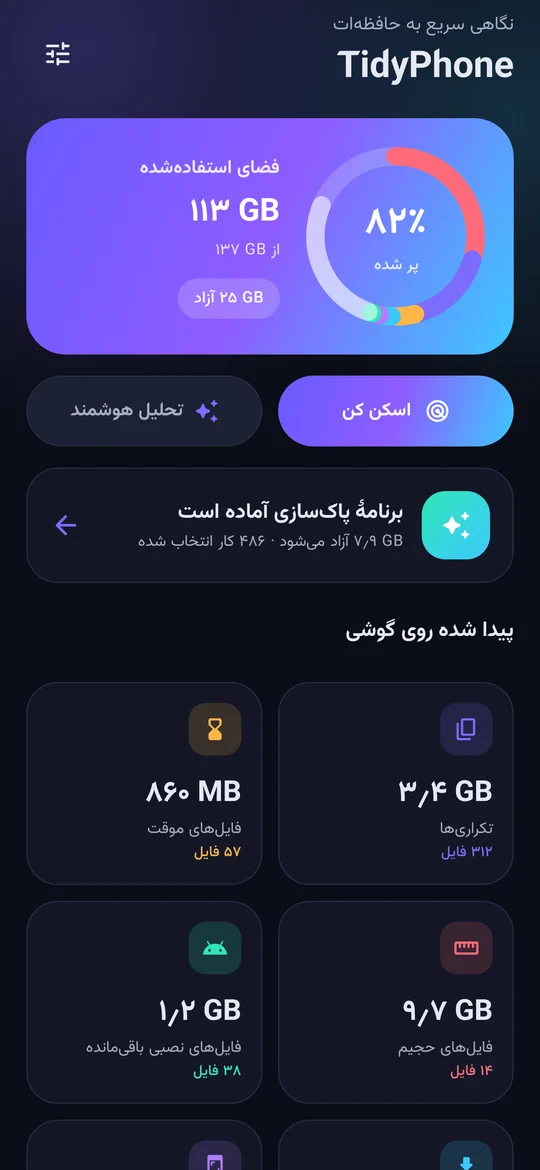 نگاهی سریع به حافظه‌ات
TidyPhone
۸۲٪
پر شده
فضای استفاده‌شده
۱۱۳ GB
از ۱۳۷ GB
۲۵ GB آزاد
اسکن کن
تحلیل هوشمند
برنامهٔ پاک‌سازی آماده است
۷٫۹ GB آزاد می‌شود · ۴۸۶ کار انتخاب شده
پیدا شده روی گوشی
۳٫۴ GB
تکراری‌ها
۳۱۲ فایل
۸۶۰ MB
فایل‌های موقت
۵۷ فایل
۹٫۷ GB
فایل‌های حجیم
۱۴ فایل
۱٫۲ GB
فایل‌های نصبی باقی‌مانده
۳۸ فایل